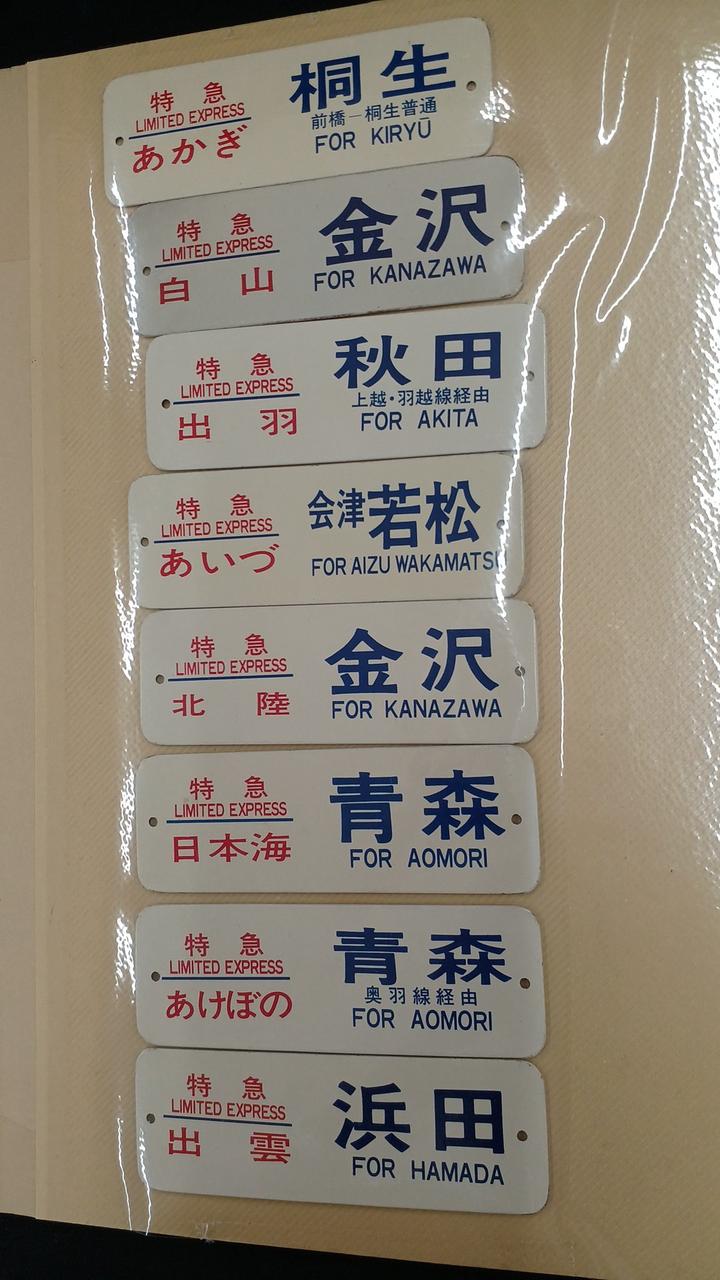 特急
LIMITED EXPRESS
あかぎ
桐生
前橋－桐生普通
FOR KIRYŪ
特急
LIMITED EXPRESS
白山
金沢
FOR KANAZAWA
特急
LIMITED EXPRESS
出羽
秋田
上越・羽越線経由
FOR AKITA
特急
LIMITED EXPRESS
あいづ
会津若松
FOR AIZU WAKAMATSU
特急
LIMITED EXPRESS
北陸
金沢
FOR KANAZAWA
特急
LIMITED EXPRESS
日本海
青森
FOR AOMORI
特急
LIMITED EXPRESS
あけぼの
青森
奥羽線経由
FOR AOMORI
特急
LIMITED EXPRESS
出雲
浜田
FOR HAMADA